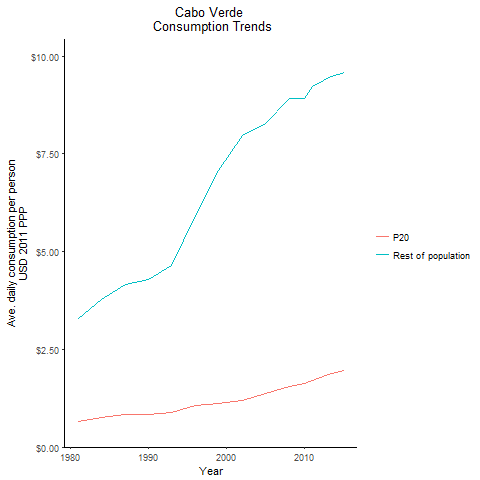 Cabo Verde
Consumption Trends
$10.00
$7.50
$5.00
$2.50
$0.00
Ave. daily consumption per person
USD 2011 PPP
1980 1990 2000 2010
Year
P20
Rest of population